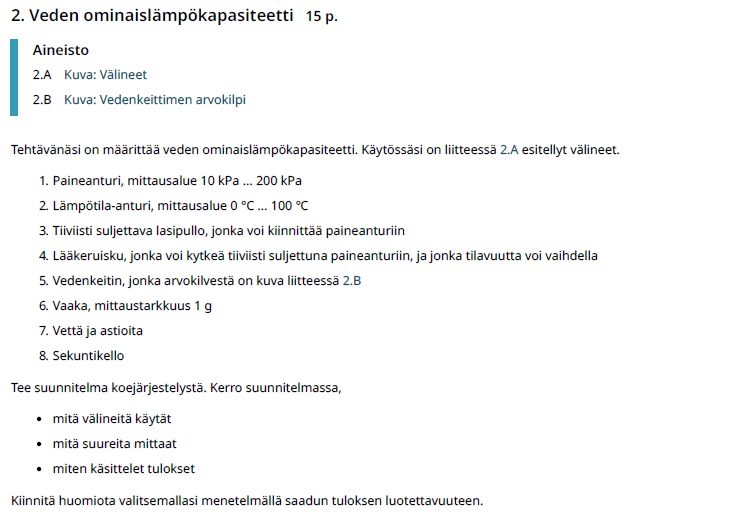 2. Veden ominaislämpökapasiteetti 15 p.
Aineisto
2.A Kuva: Välineet
2.B Kuva: Vedenkeittimen arvokilpi
Tehtävänäsi on määrittää veden ominaislämpökapasiteetti. Käytössäsi on liitteessä 2.A esitellyt välineet.
1. Paineanturi, mittausalue 10 kPa ... 200 kPa
2. Lämpötila-anturi, mittausalue 0 °C ... 100 °C
3. Tiiviisti suljettava lasipullo, jonka voi kiinnittää paineanturiin
4. Lääkeruisku, jonka voi kytkeä tiiviisti suljettuna paineanturiin, ja jonka tilavuutta voi vaihdella
5. Vedenkeitin, jonka arvokilvestä on kuva liitteessä 2.B
6. Vaaka, mittaustarkkuus 1 g
7. Vettä ja astioita
8. Sekuntikello
Tee suunnitelma koejärjestelystä. Kerro suunnitelmassa,
• mitä välineitä käytät
• mitä suureita mittaat
• miten käsittelet tulokset
Kiinnitä huomiota valitsemallasi menetelmällä saadun tuloksen luotettavuuteen.